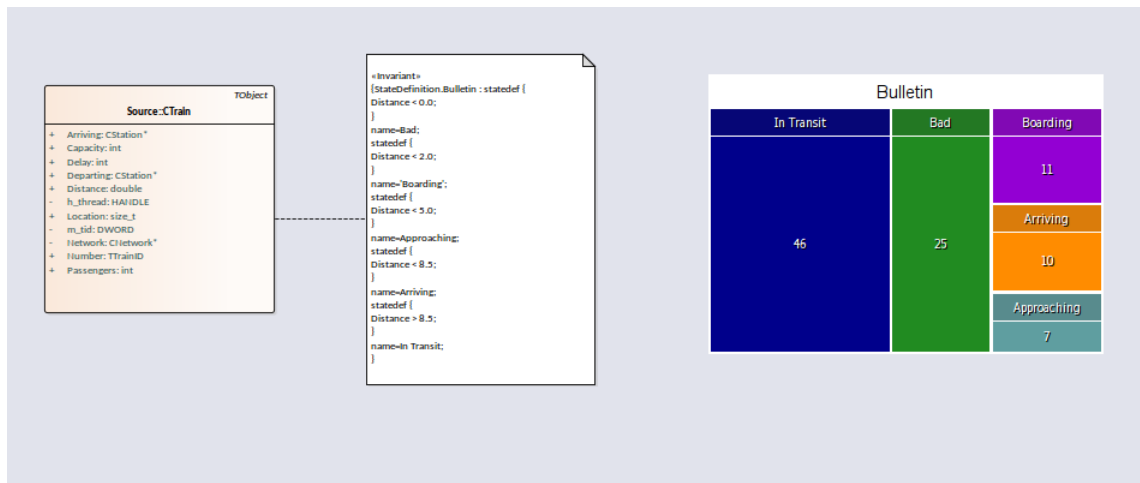 TObject
Source::CTrain
+ Arriving: CStation*
+ Capacity: int
+ Delay: int
+ Departing: CStation*
+ Distance: double
- h_thread: HANDLE
+ Location: size_t
- m_tid: DWORD
- Network: CNetwork*
+ Number: TTrainID
+ Passengers: int
«Invariant»
{StateDefinition.Bulletin : statedef {
Distance < 0.0;
}
name=Bad;
statedef {
Distance < 2.0;
}
name='Boarding';
statedef {
Distance < 5.0;
}
name=Approaching;
statedef {
Distance < 8.5;
}
name=Arriving;
statedef {
Distance > 8.5;
}
name=In Transit;
}
Bulletin
In Transit
46
Bad
25
Boarding
11
Arriving
10
Approaching
7